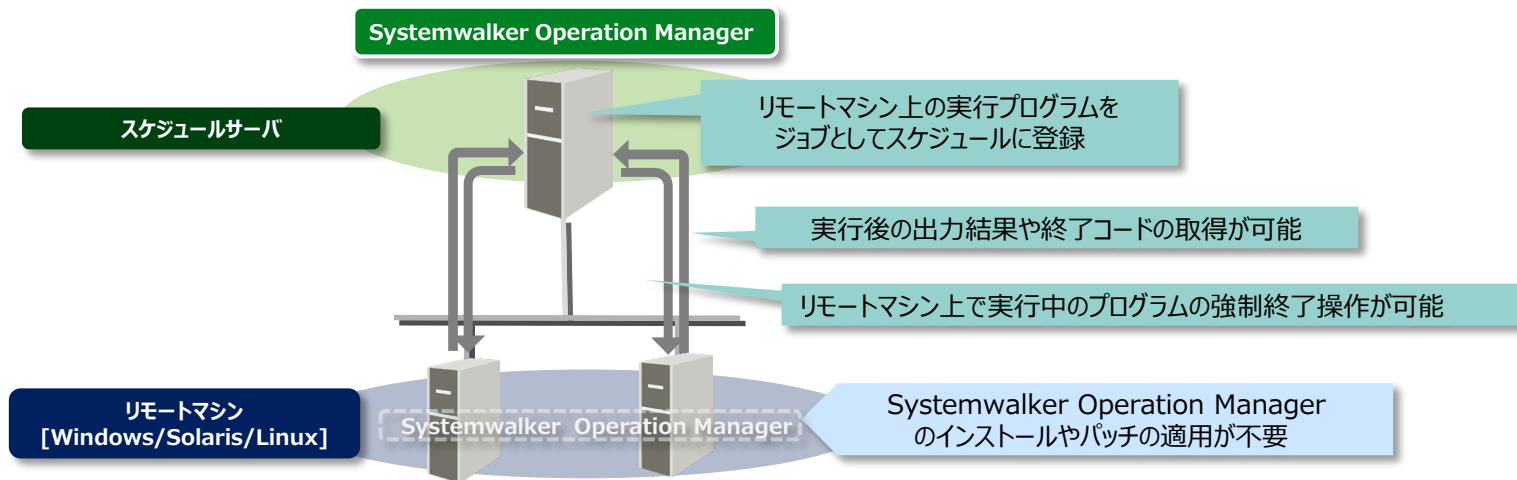 Systemwalker Operation Manager
スケジュールサーバ
リモートマシン上の実行プログラムを
ジョブとしてスケジュールに登録
実行後の出力結果や終了コードの取得が可能
リモートマシン上で実行中のプログラムの強制終了操作が可能
リモートマシン
[Windows/Solaris/Linux]
Systemwalker Operation Manager
Systemwalker Operation Manager
のインストールやパッチの適用が不要